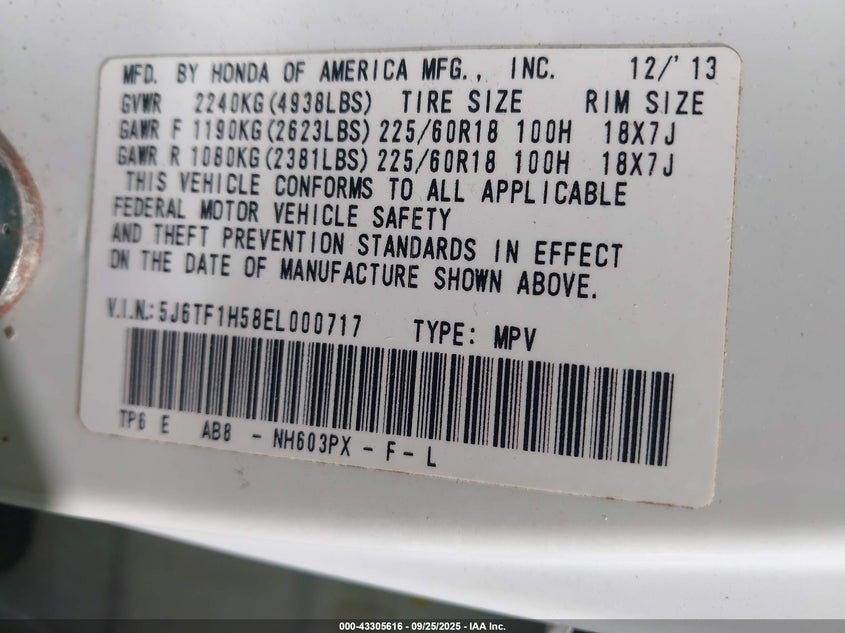 MFD. BY HONDA OF AMERICA MFG., INC. 12/'13
GVWR 2240KG(4938LBS) TIRE SIZE RIM SIZE
GAWR F 1190KG(2623LBS) 225/60R18 100H 18X7J
GAWR R 1080KG(2381LBS) 225/60R18 100H 18X7J
THIS VEHICLE CONFORMS TO ALL APPLICABLE
FEDERAL MOTOR VEHICLE SAFETY
AND THEFT PREVENTION STANDARDS IN EFFECT
ON THE DATE OF MANUFACTURE SHOWN ABOVE.
V.I.N.: 5J6TF1H58EL000717 TYPE: MPV
TP6 E AB8 - NH603PX - F - L
000-43305616 - 09/25/2025 - IAA Inc.